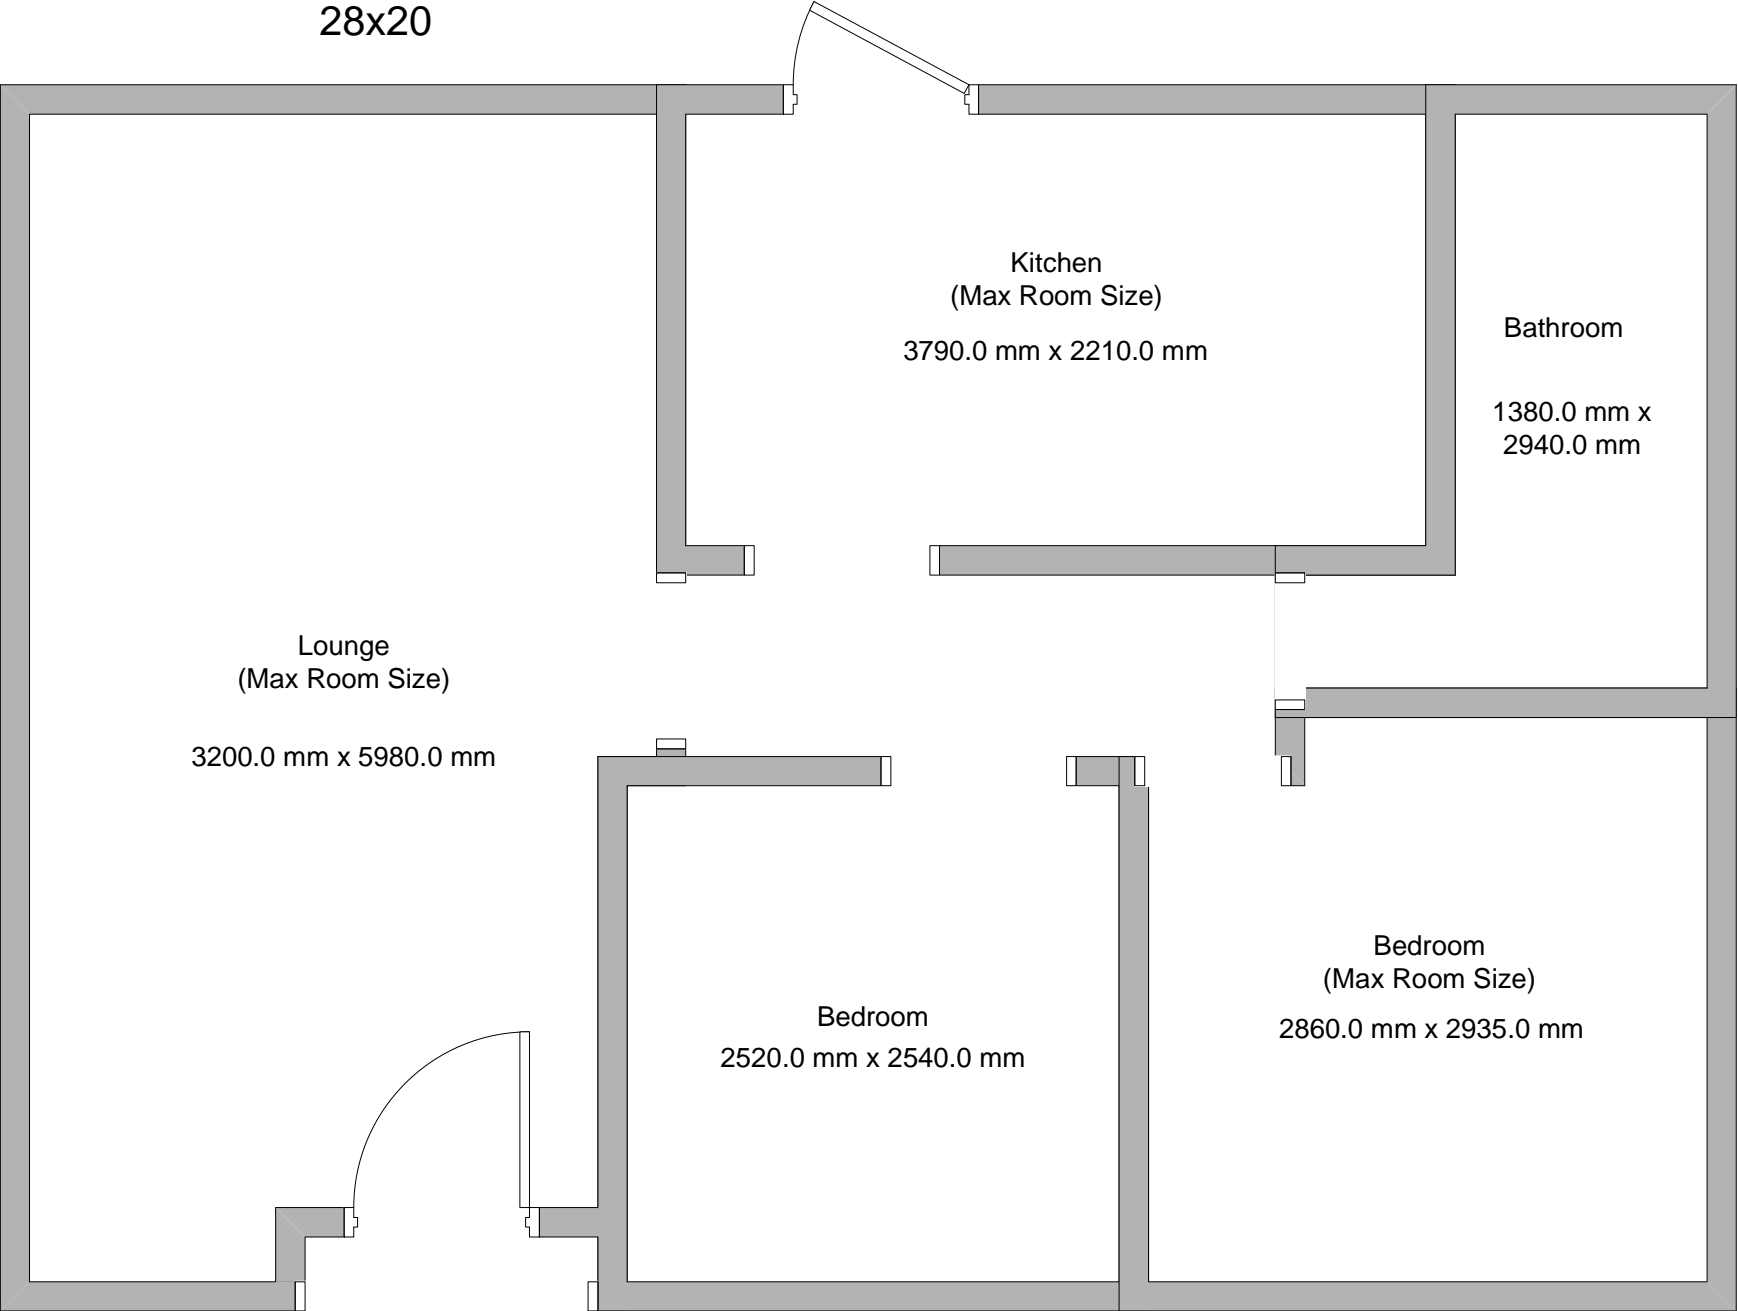 28x20
Kitchen
(Max Room Size)
3790.0 mm x 2210.0 mm
Bathroom
1380.0 mm x
2940.0 mm
Lounge
(Max Room Size)
3200.0 mm x 5980.0 mm
Bedroom
2520.0 mm x 2540.0 mm
Bedroom
(Max Room Size)
2860.0 mm x 2935.0 mm